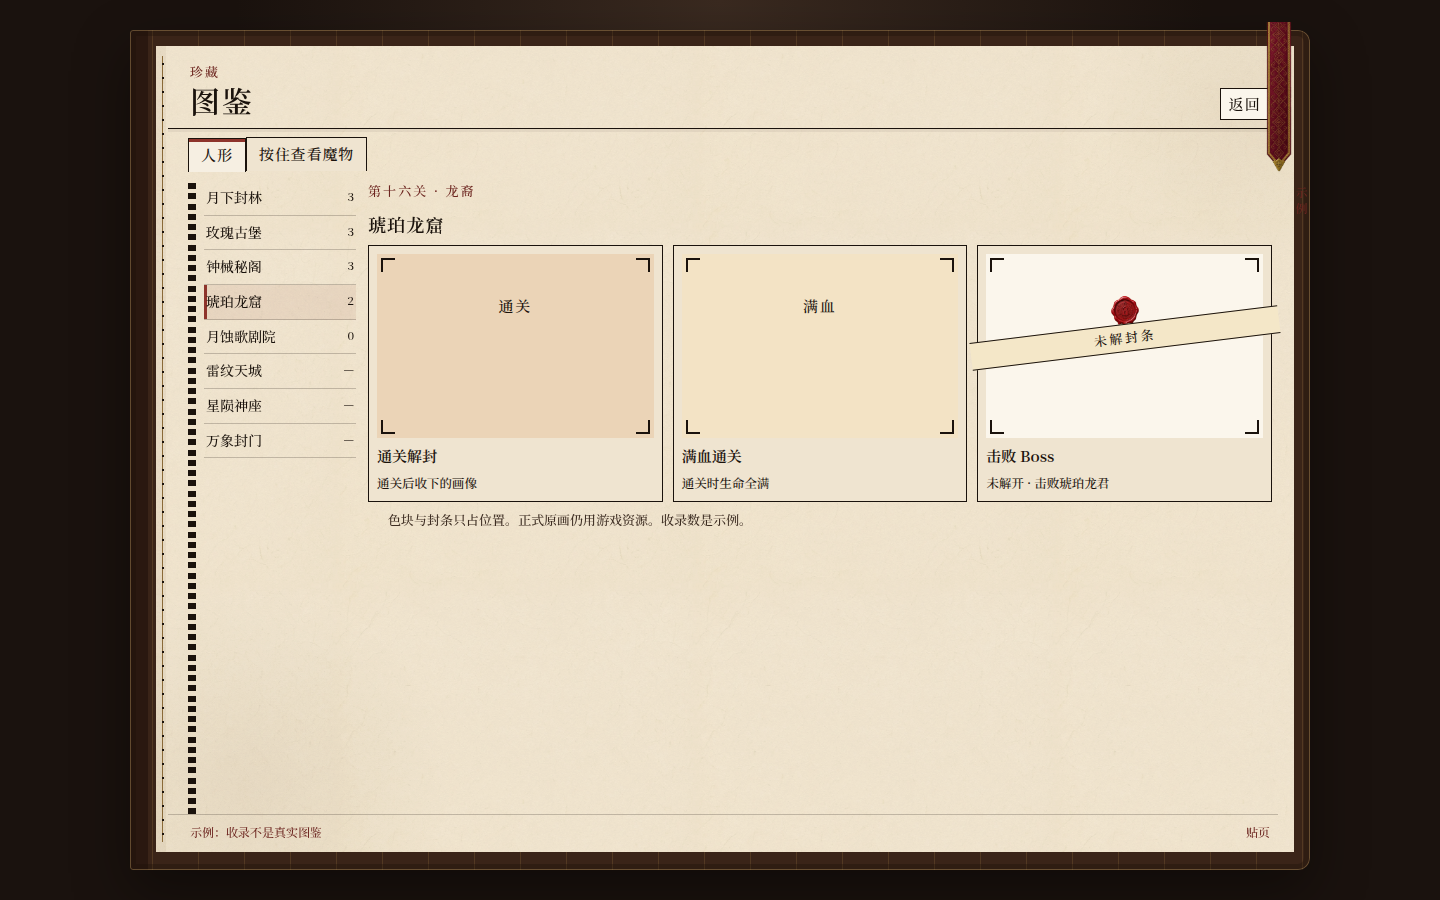 珍藏
图鉴
返回
人形
按住查看魔物
月下封林 3
玫瑰古堡 3
钟械秘阁 3
琥珀龙窟 2
月蚀歌剧院 0
雷纹天城 —
星陨神座 —
万象封门 —
第十六关 · 龙裔
琥珀龙窟
通关
通关解封
通关后收下的画像
满血
满血通关
通关时生命全满
未解封条
击败 Boss
未解开 · 击败琥珀龙君
色块与封条只占位置。正式原画仍用游戏资源。收录数是示例。
示例：收录不是真实图鉴
贴页